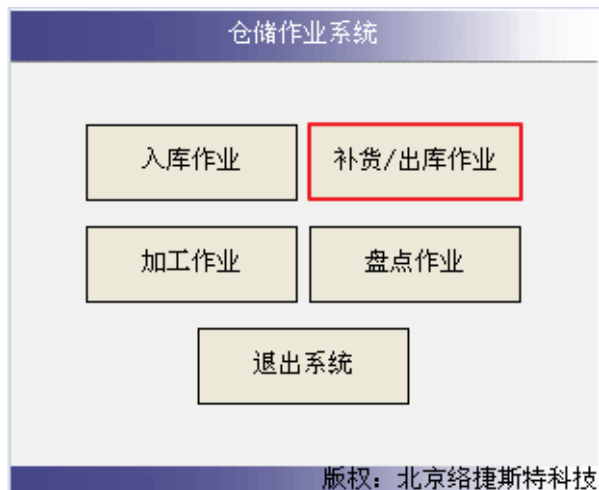 仓储作业系统
入库作业 补货/出库作业
加工作业 盘点作业
退出系统
版权：北京络捷斯特科技